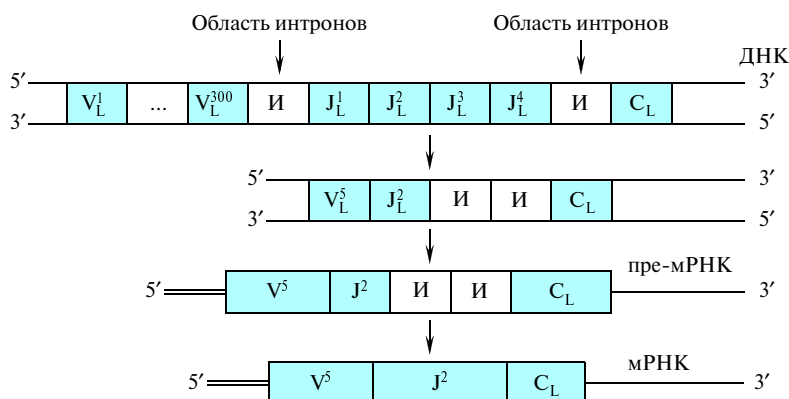 Область интронов Область интронов
ДНК
5′ 3′
V_L^1 ... V_L^300 И J_L^1 J_L^2 J_L^3 J_L^4 И C_L
3′ 5′
5′ 3′
V_L^5 J_L^2 И И C_L
3′ 5′
пре-мРНК
5′ V^5 J^2 И И C_L 3′
мРНК
5′ V^5 J^2 C_L 3′